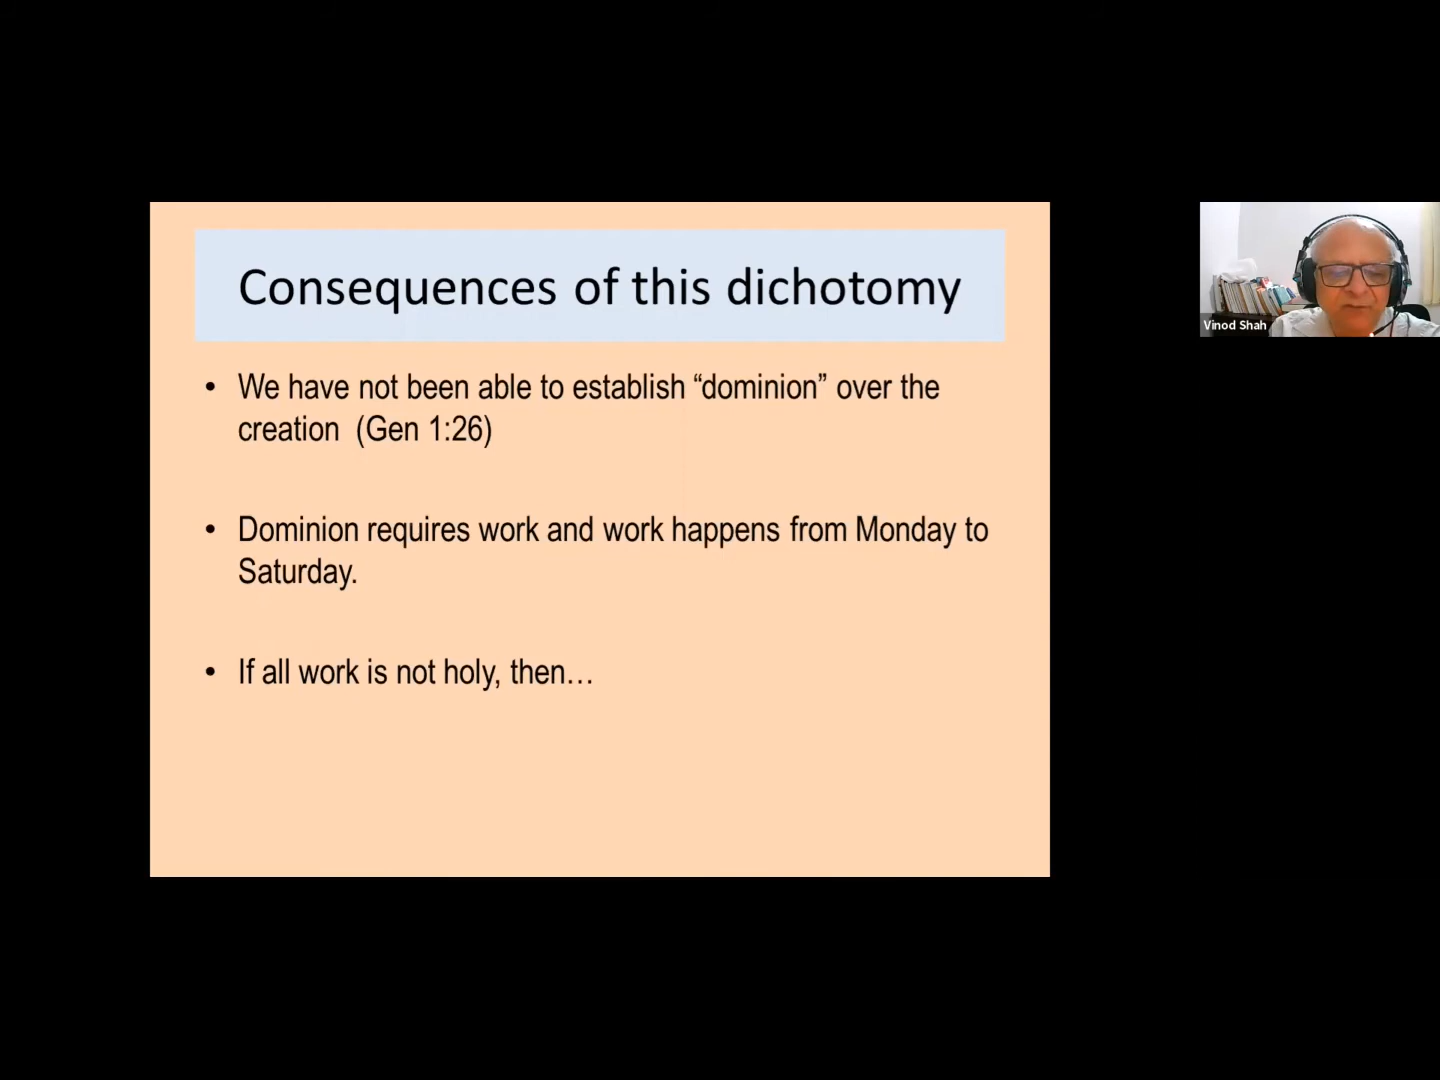 Consequences of this dichotomy
• We have not been able to establish “dominion” over the
creation  (Gen 1:26)
• Dominion requires work and work happens from Monday to
Saturday.
• If all work is not holy, then…
Vinod Shah